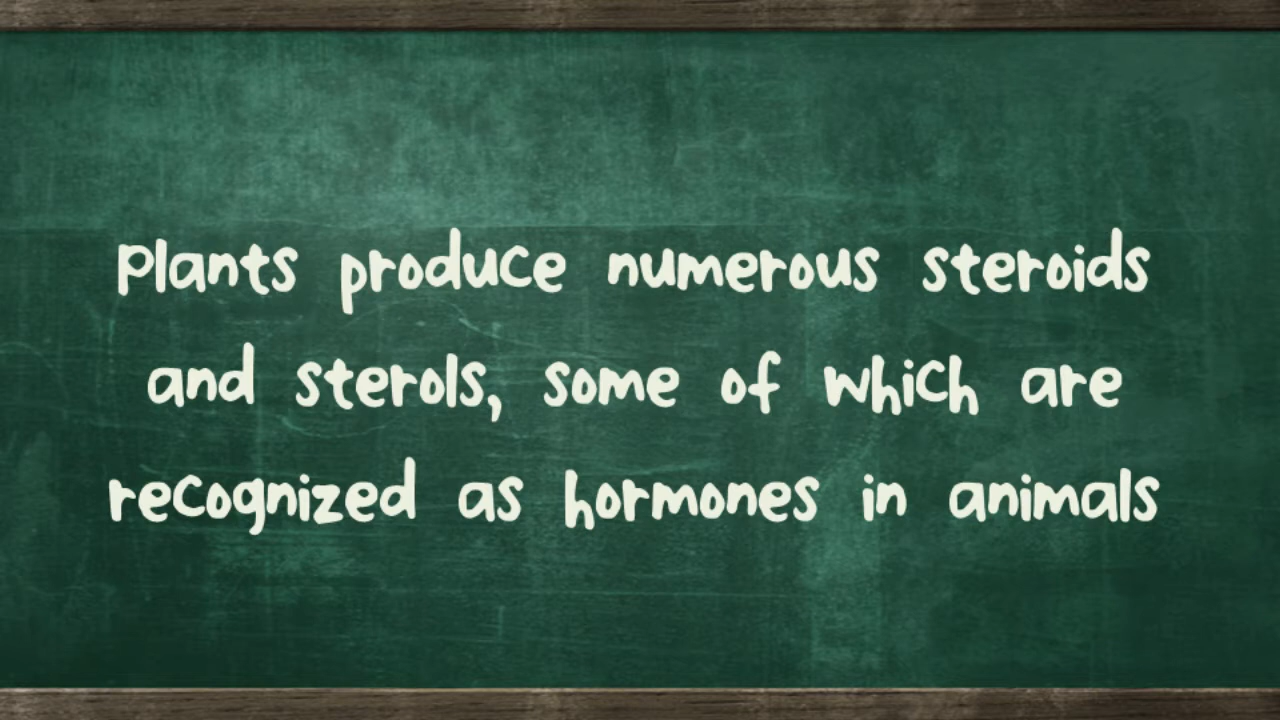 Plants produce numerous steroids
and sterols, some of which are
recognized as hormones in animals